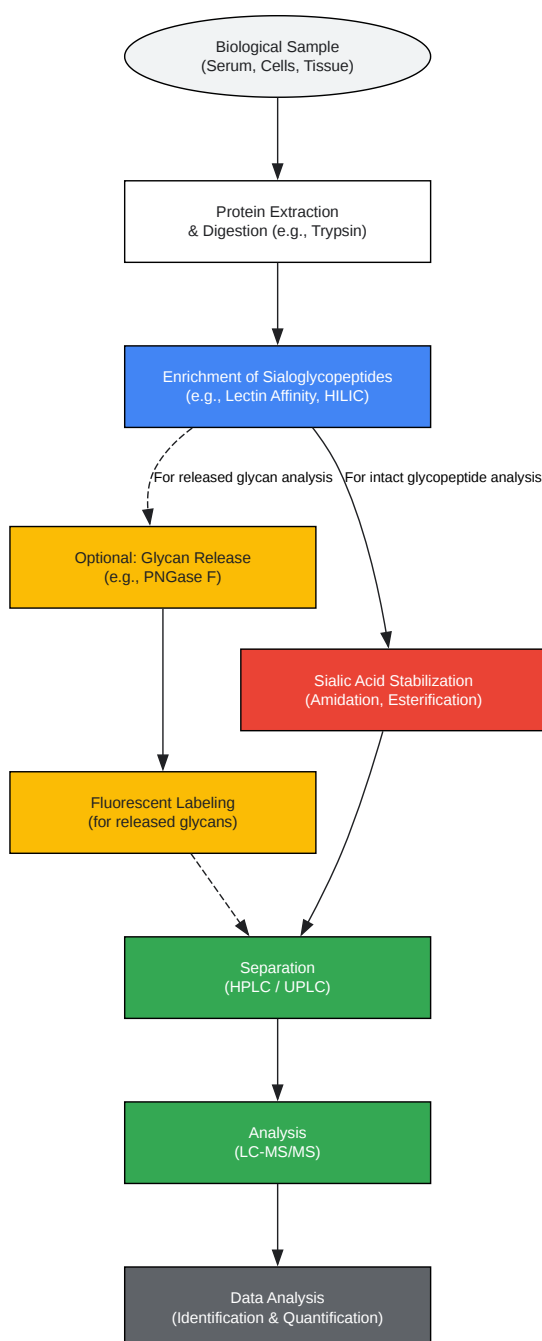 Biological Sample
(Serum, Cells, Tissue)
Protein Extraction
& Digestion (e.g., Trypsin)
Enrichment of Sialoglycopeptides
(e.g., Lectin Affinity, HILIC)
For released glycan analysis
For intact glycopeptide analysis
Optional: Glycan Release
(e.g., PNGase F)
Sialic Acid Stabilization
(Amidation, Esterification)
Fluorescent Labeling
(for released glycans)
Separation
(HPLC / UPLC)
Analysis
(LC-MS/MS)
Data Analysis
(Identification & Quantification)